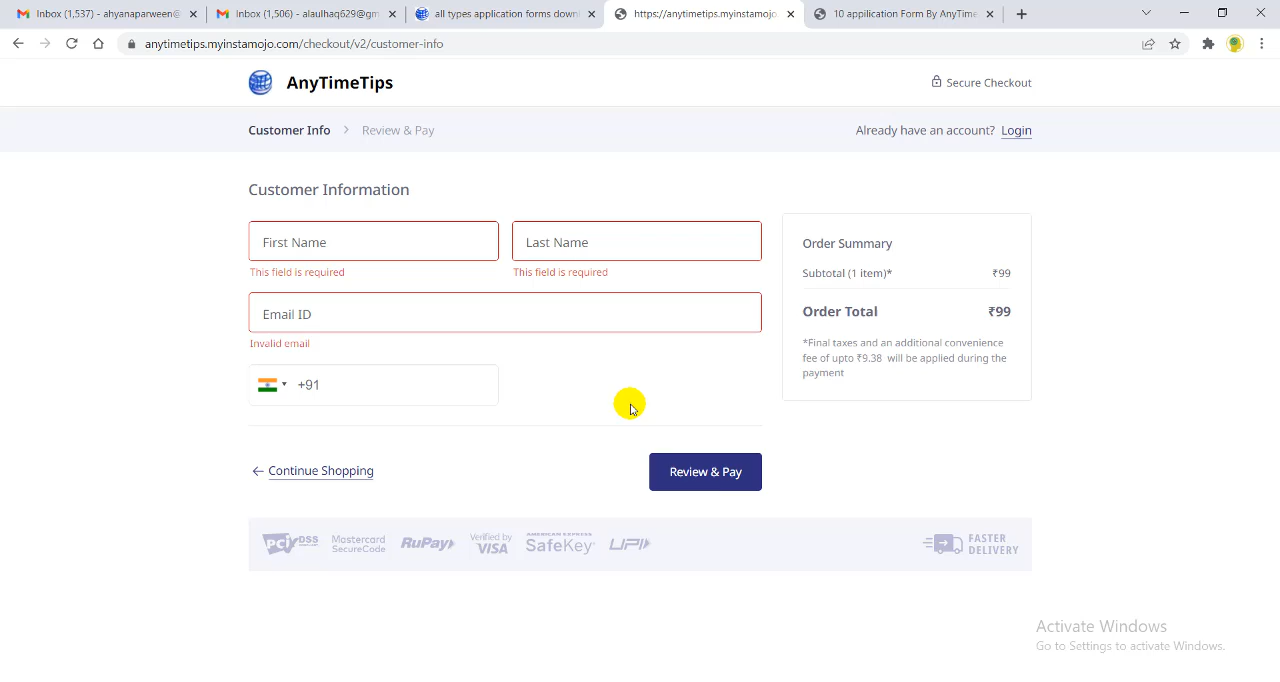 Inbox (1,537) - ahyanaparween@
Inbox (1,506) - alaulhaq629@gm
all types application forms down
https://anytimetips.myinstamojo.
10 appilication Form By AnyTime
anytimetips.myinstamojo.com/checkout/v2/customer-info
AnyTimeTips
Secure Checkout
Customer Info > Review & Pay
Already have an account? Login
Customer Information
First Name
Last Name
This field is required
This field is required
Email ID
Invalid email
+91
Order Summary
Subtotal (1 item)* ₹99
Order Total ₹99
*Final taxes and an additional convenience
fee of upto ₹9.38 will be applied during the
payment
Continue Shopping
Review & Pay
PCI DSS
Mastercard
SecureCode
RuPay
Verified by
VISA
AMERICAN EXPRESS
SafeKey
UPI
FASTER
DELIVERY
Activate Windows
Go to Settings to activate Windows.